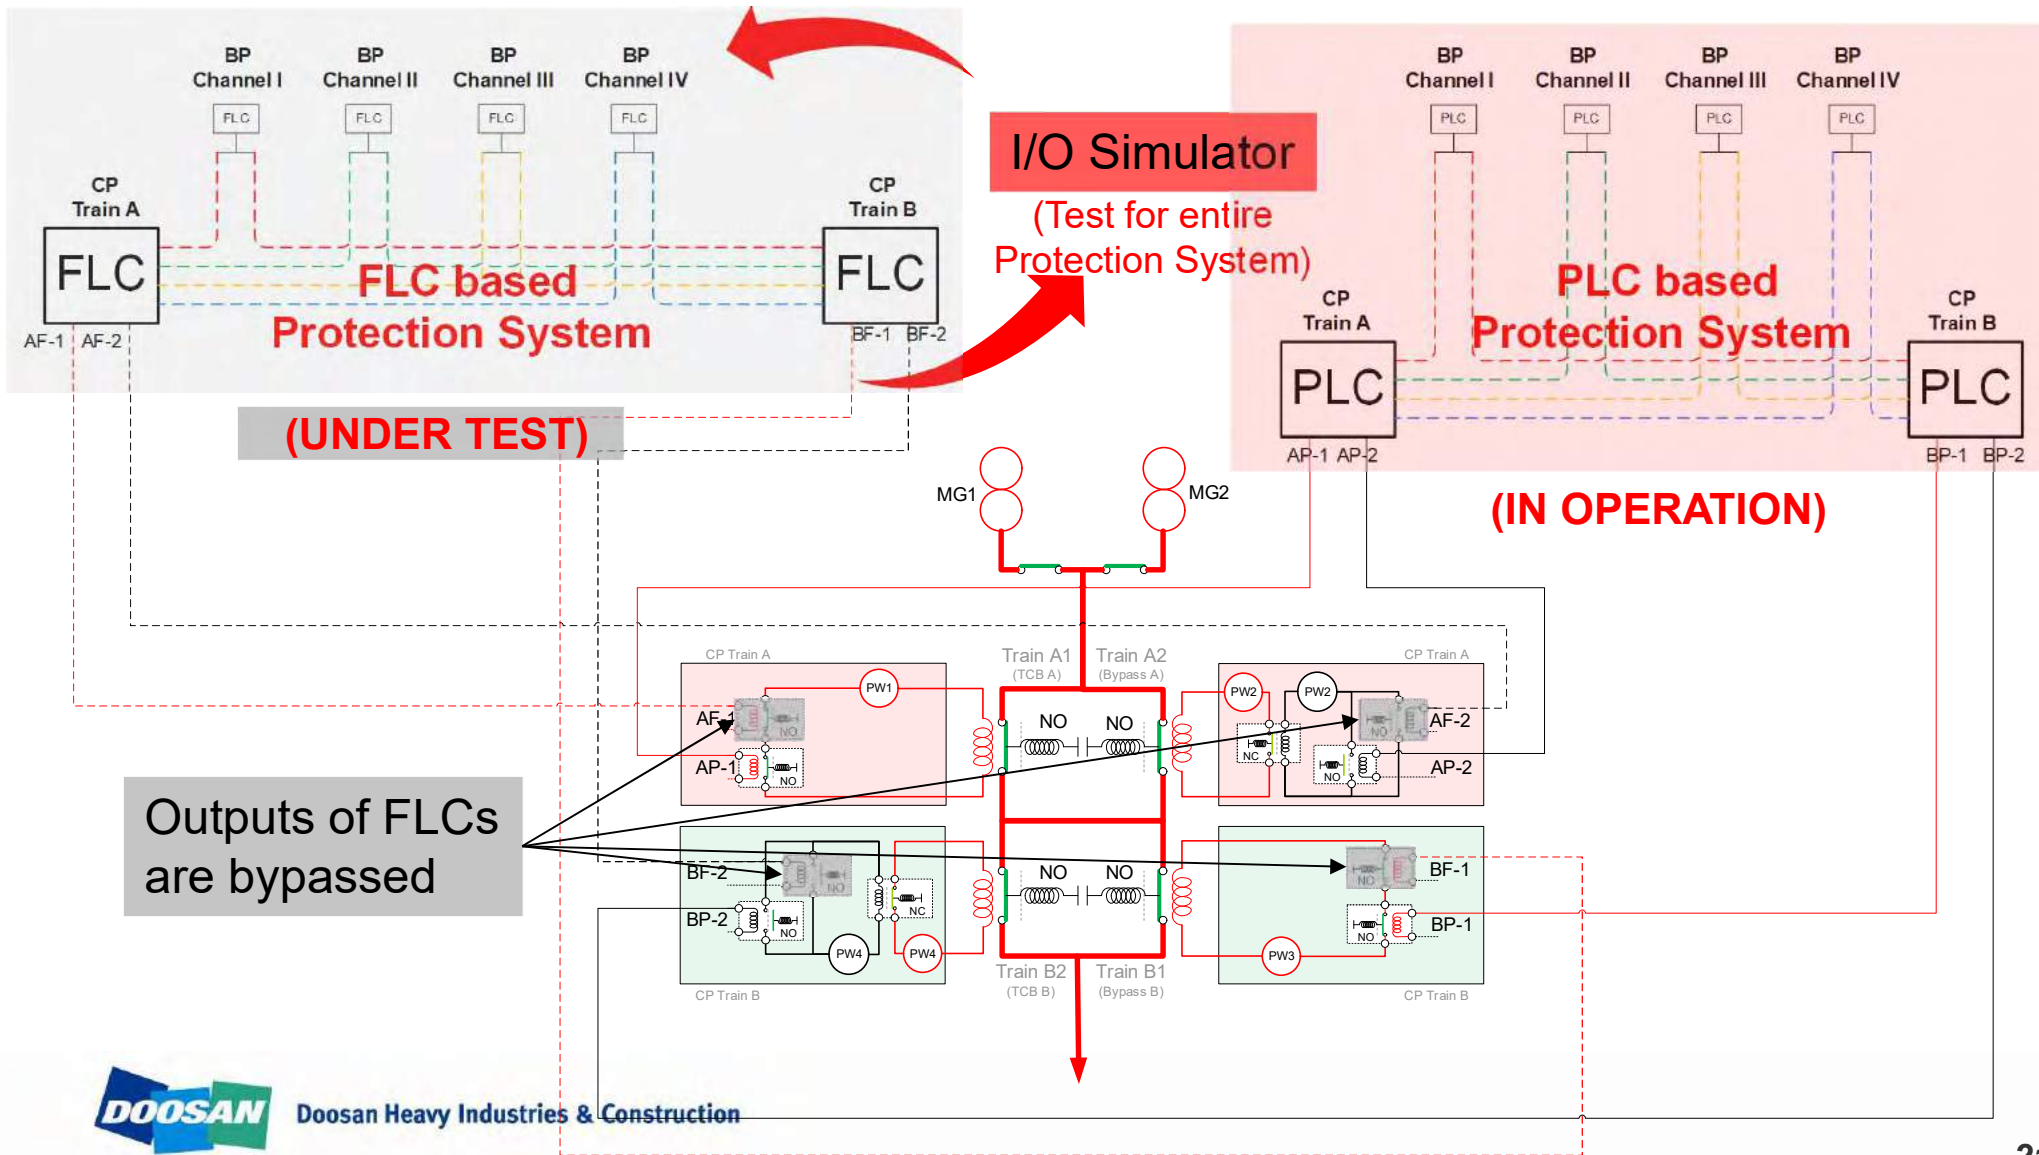 BP
Channel I
BP
Channel II
BP
Channel III
BP
Channel IV
FLC
FLC
FLC
FLC
CP
Train A
FLC
CP
Train B
FLC
FLC based
Protection System
AF-1 AF-2
BF-1 BF-2
(UNDER TEST)
I/O Simulator
(Test for entire
Protection System)
BP
Channel I
BP
Channel II
BP
Channel III
BP
Channel IV
PLC
PLC
PLC
PLC
CP
Train A
PLC
CP
Train B
PLC
PLC based
Protection System
AP-1 AP-2
BP-1 BP-2
(IN OPERATION)
MG1
MG2
CP Train A
PW1
AF-1
NO
AP-1
NO
Train A1
(TCB A)
Train A2
(Bypass A)
NO
NO
CP Train A
PW2
PW2
NC
NO
AF-2
NO
AP-2
Outputs of FLCs
are bypassed
BF-2
NO
BP-2
NO
NC
PW4
PW4
CP Train B
NO
NO
Train B2
(TCB B)
Train B1
(Bypass B)
BF-1
NO
BP-1
NO
PW3
CP Train B
DOOSAN
Doosan Heavy Industries & Construction